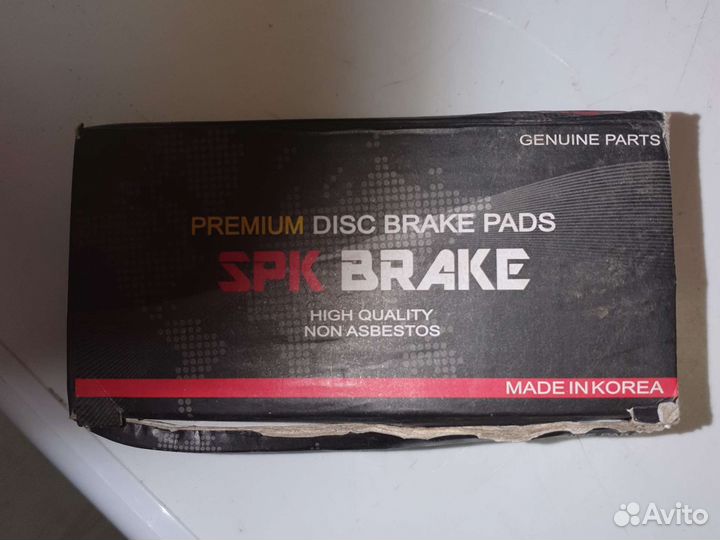 GENUINE PARTS
PREMIUM DISC BRAKE PADS
SPK BRAKE
HIGH QUALITY
NON ASBESTOS
MADE IN KOREA
Avito